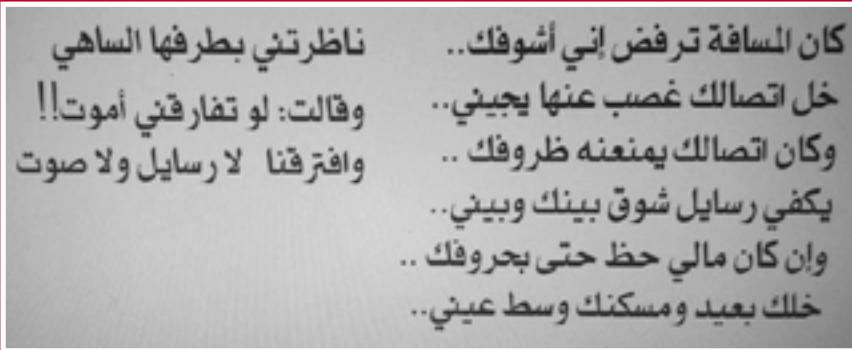 كان المسافة ترفض إني أشوفك..
خل اتصالك غصب عنها يجيني..
وكان اتصالك يمنعنه ظروفك ..
يكفي رسايل شوق بينك وبيني..
وإن كان مالي حظ حتى بحروفك ..
خلك بعيد ومسكنك وسط عيني..
ناظرتني بطرفها الساهي
وقالت: لو تفارقني أموت!!
وافترقنا لا رسايل ولا صوت